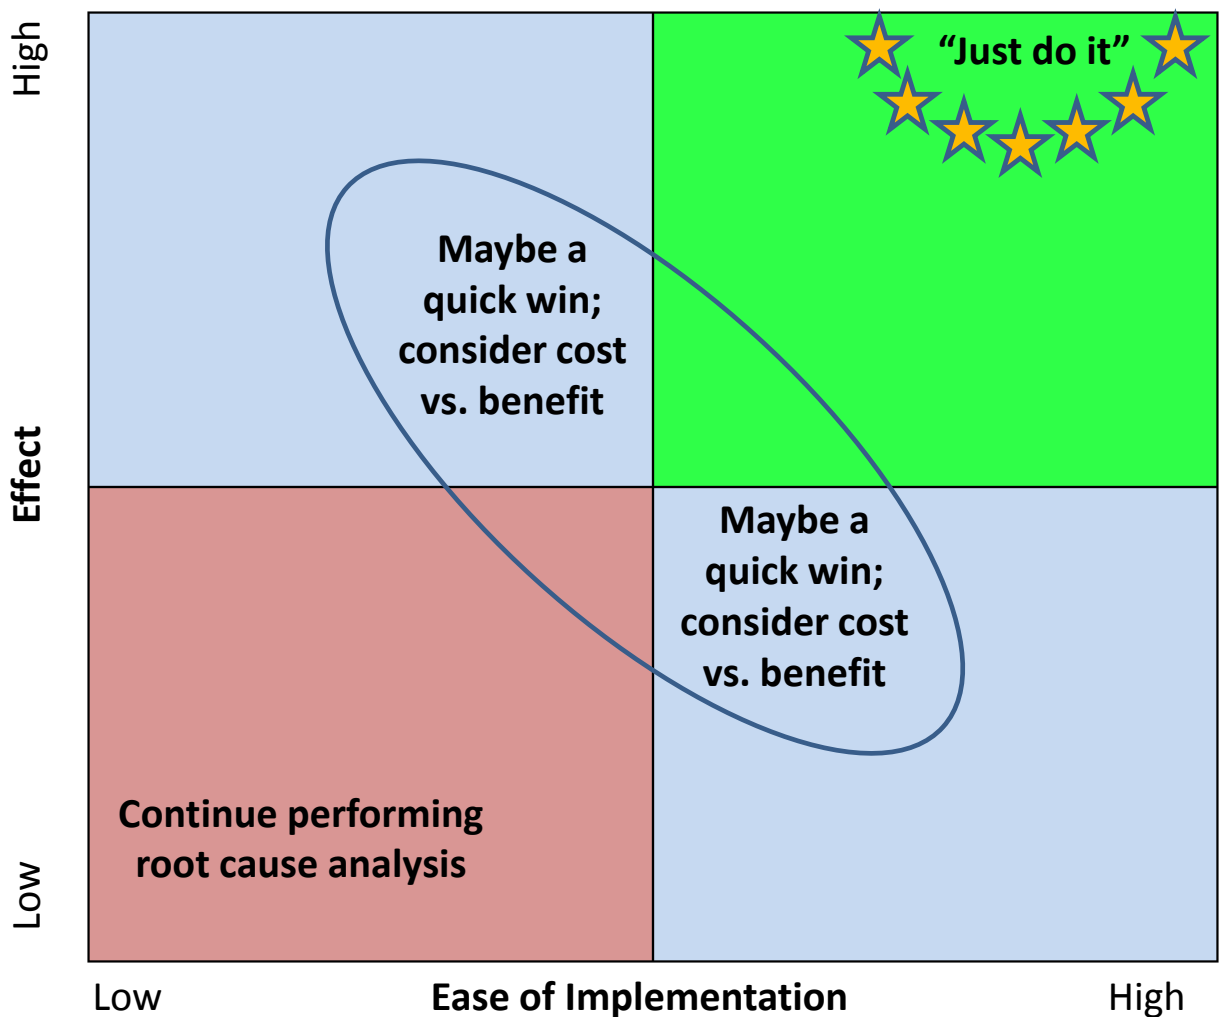 High
“Just do it”
Maybe a
quick win;
consider cost
vs. benefit
Effect
Maybe a
quick win;
consider cost
vs. benefit
Continue performing
root cause analysis
Low
Low
Ease of Implementation
High